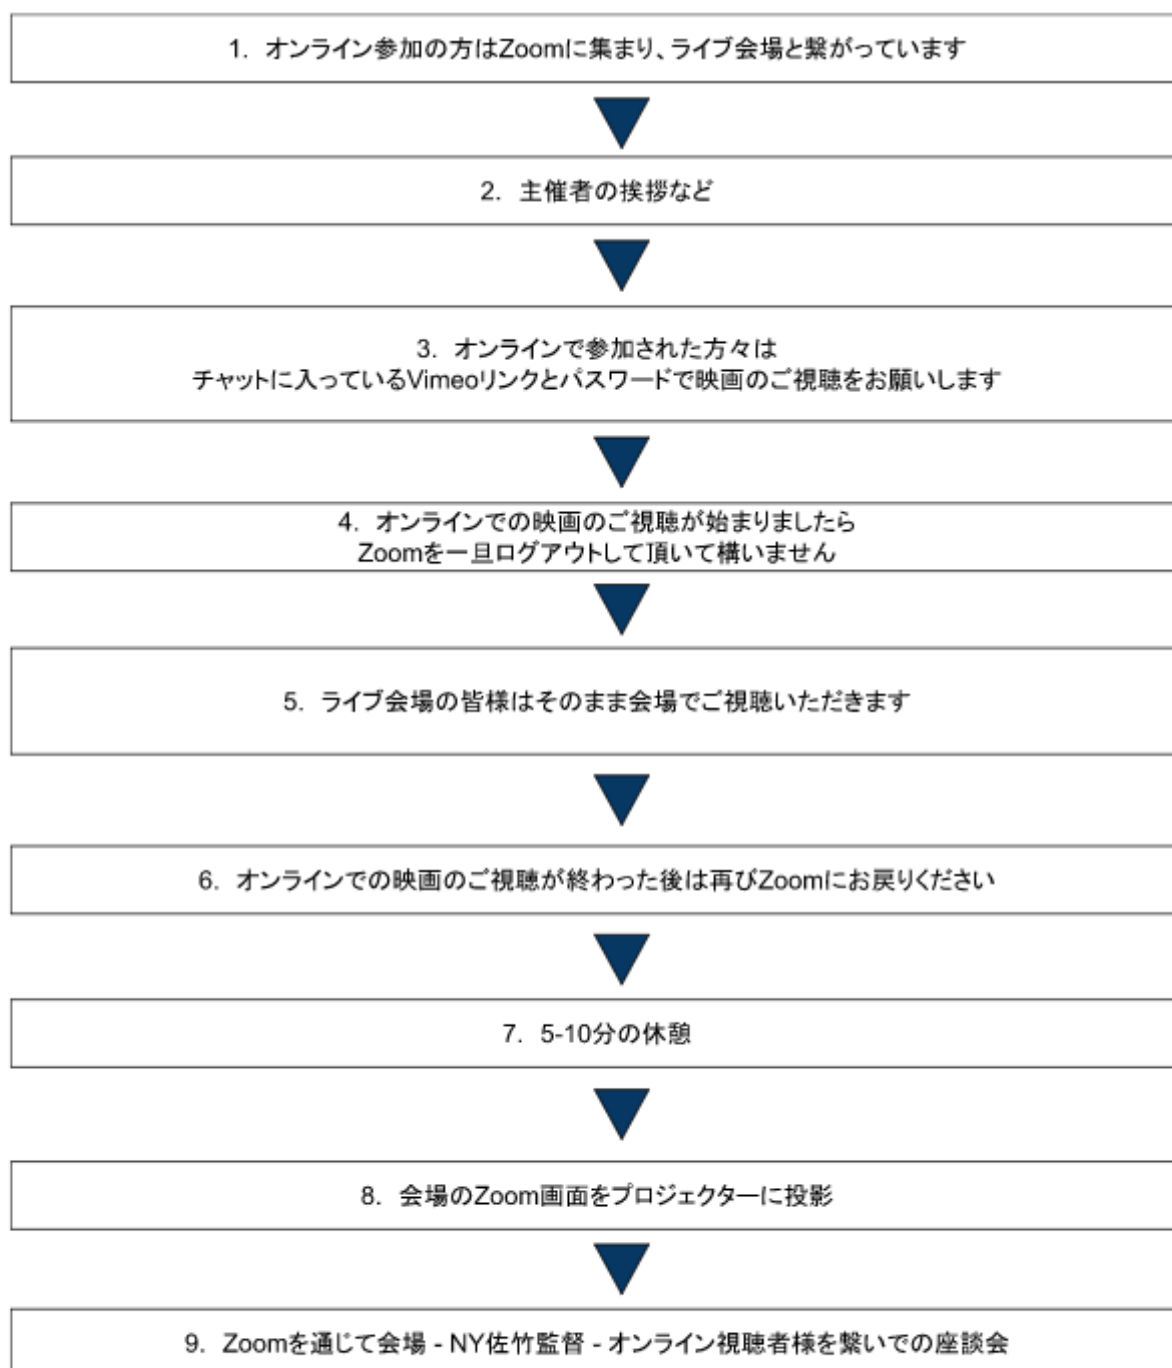 1. オンライン参加の方はZoomに集まり、ライブ会場と繋がっています
2. 主催者の挨拶など
3. オンラインで参加された方々は
チャットに入っているVimeoリンクとパスワードで映画のご視聴をお願いします
4. オンラインでの映画のご視聴が始まりましたら
Zoomを一旦ログアウトして頂いて構いません
5. ライブ会場の皆様はそのまま会場でご視聴いただきます
6. オンラインでの映画のご視聴が終わった後は再びZoomにお戻りください
7. 5-10分の休憩
8. 会場のZoom画面をプロジェクターに投影
9. Zoomを通じて会場 - NY佐竹監督 - オンライン視聴者様を繋いでの座談会